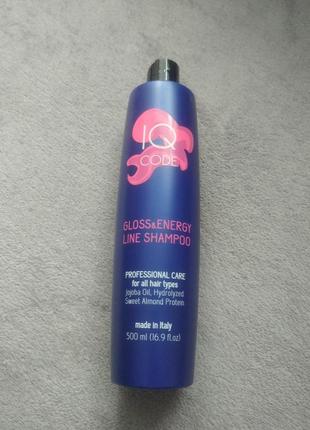 IQ
CODE
GLOSS&ENERGY
LINE SHAMPOO
PROFESSIONAL CARE
for all hair types
Jojoba Oil, Hydrolyzed
Sweet Almond Protein
made in Italy
500 ml (16.9 fl.oz)